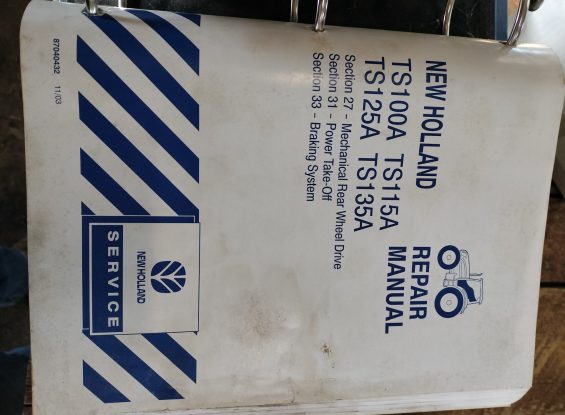 NEW HOLLAND
TS100A TS115A
TS125A TS135A
REPAIR
MANUAL
Section 27 - Mechanical Rear Wheel Drive
Section 31 - Power Take-Off
Section 33 - Braking System
NEW HOLLAND
SERVICE
87040432 11/03